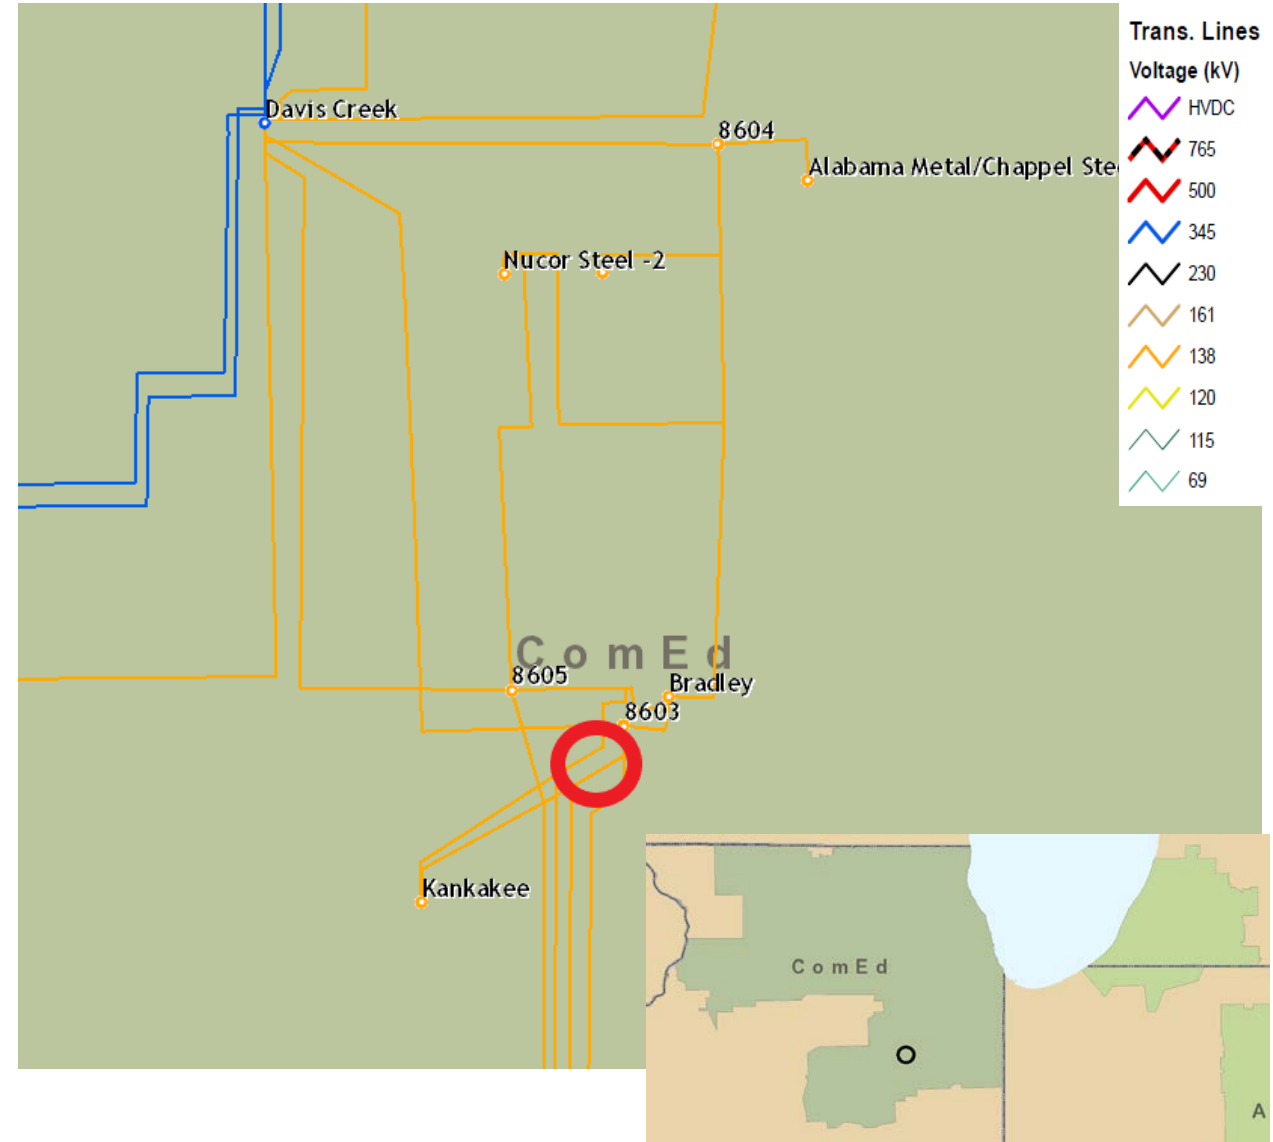 Trans. Lines
Voltage (kV)
HVDC
765
500
345
230
161
138
120
115
69
Davis Creek
8604
Alabama Metal/Chappel Ste
Nucor Steel -2
ComEd
8605
Bradley
8603
Kankakee
ComEd
A